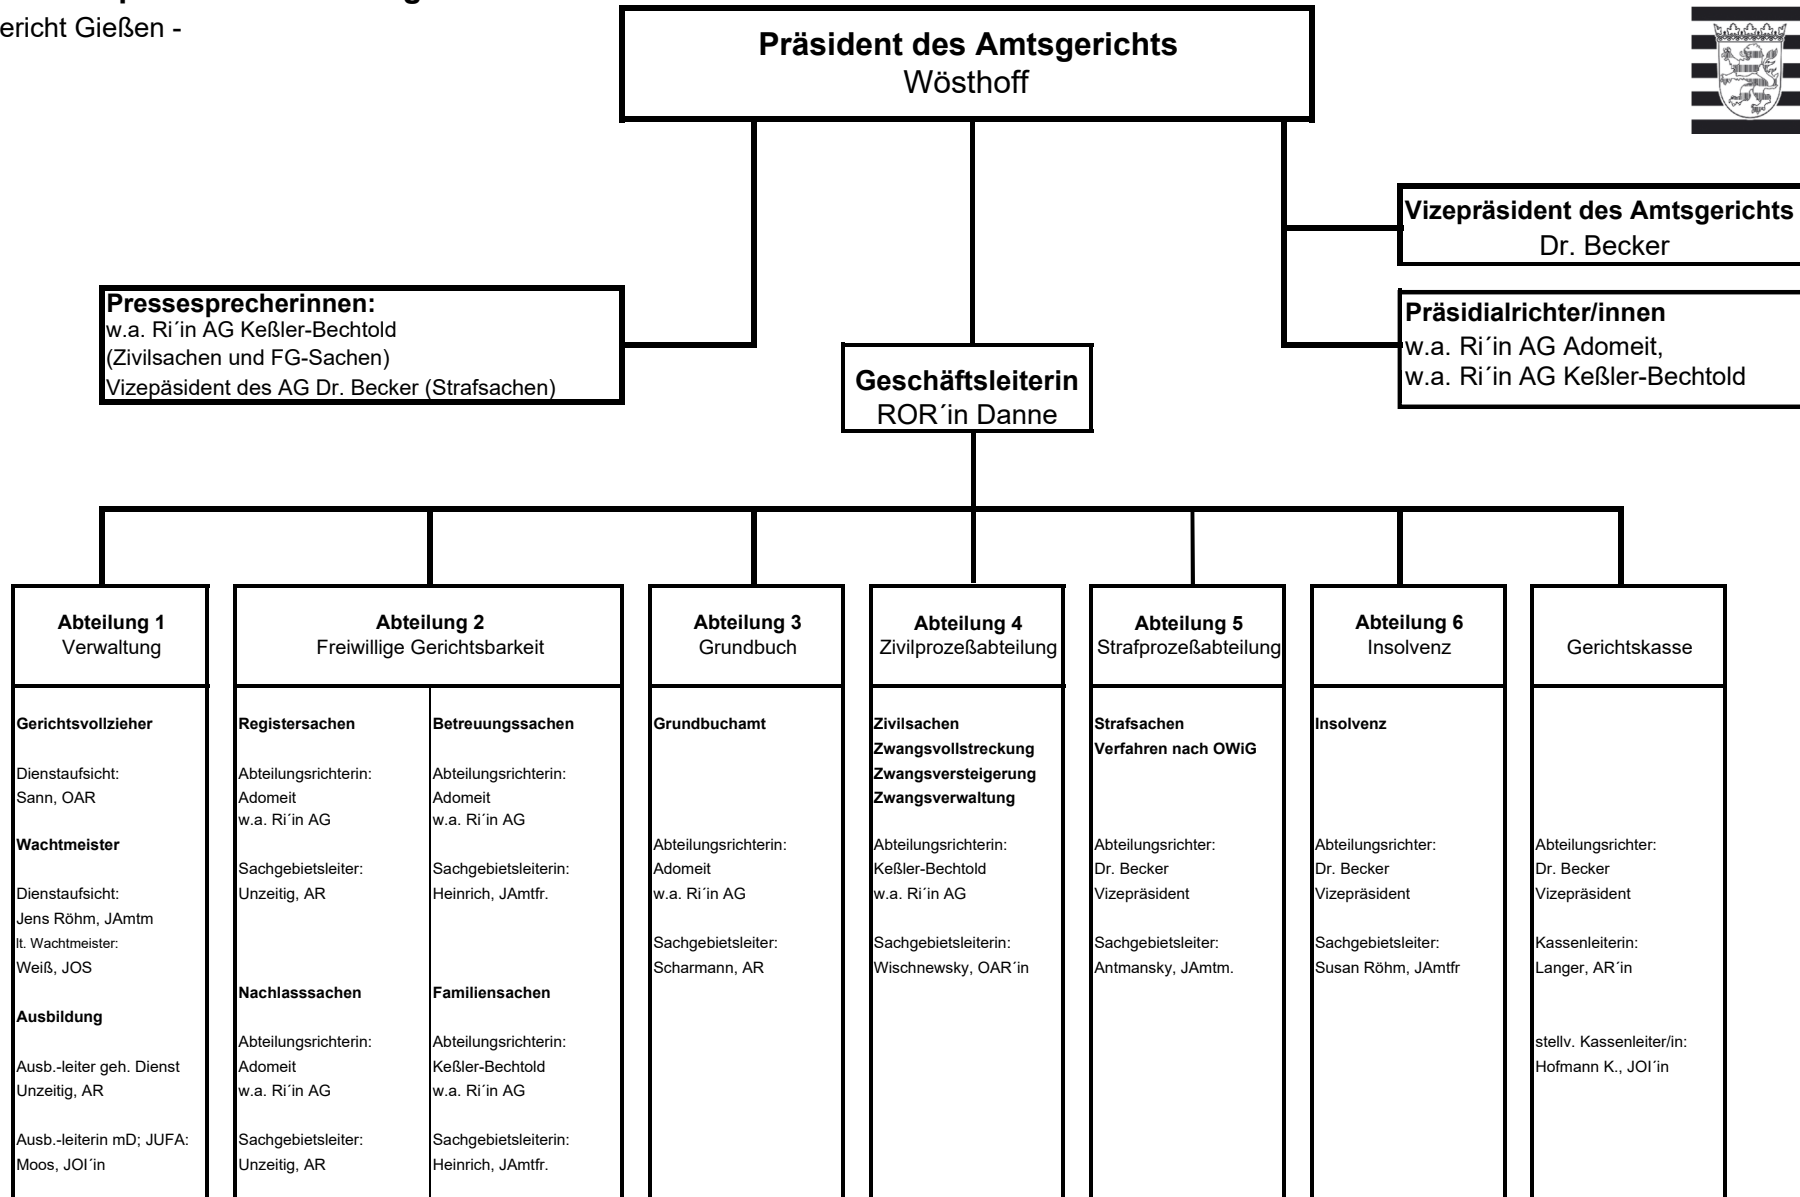 ericht Gießen -
Präsident des Amtsgerichts
Wösthoff
Vizepräsident des Amtsgerichts
Dr. Becker
Pressesprecherinnen:
w.a. Ri´in AG Keßler-Bechtold
(Zivilsachen und FG-Sachen)
Vizepäsident des AG Dr. Becker (Strafsachen)
Präsidialrichter/innen
w.a. Ri´in AG Adomeit,
w.a. Ri´in AG Keßler-Bechtold
Geschäftsleiterin
ROR´in Danne
Abteilung 1
Verwaltung
Gerichtsvollzieher
Dienstaufsicht:
Sann, OAR
Wachtmeister
Dienstaufsicht:
Jens Röhm, JAmtm
lt. Wachtmeister:
Weiß, JOS
Ausbildung
Ausb.-leiter geh. Dienst
Unzeitig, AR
Ausb.-leiterin mD; JUFA:
Moos, JOI´in
Abteilung 2
Freiwillige Gerichtsbarkeit
Registersachen
Abteilungsrichterin:
Adomeit
w.a. Ri´in AG
Sachgebietsleiter:
Unzeitig, AR
Nachlasssachen
Abteilungsrichterin:
Adomeit
w.a. Ri´in AG
Sachgebietsleiter:
Unzeitig, AR
Betreuungssachen
Abteilungsrichterin:
Adomeit
w.a. Ri´in AG
Sachgebietsleiterin:
Heinrich, JAmtfr.
Familiensachen
Abteilungsrichterin:
Keßler-Bechtold
w.a. Ri´in AG
Sachgebietsleiterin:
Heinrich, JAmtfr.
Abteilung 3
Grundbuch
Grundbuchamt
Abteilungsrichterin:
Adomeit
w.a. Ri´in AG
Sachgebietsleiter:
Scharmann, AR
Abteilung 4
Zivilprozeßabteilung
Zivilsachen
Zwangsvollstreckung
Zwangsversteigerung
Zwangsverwaltung
Abteilungsrichterin:
Keßler-Bechtold
w.a. Ri´in AG
Sachgebietsleiterin:
Wischnewsky, OAR´in
Abteilung 5
Strafprozeßabteilung
Strafsachen
Verfahren nach OWiG
Abteilungsrichter:
Dr. Becker
Vizepräsident
Sachgebietsleiter:
Antmansky, JAmtm.
Abteilung 6
Insolvenz
Insolvenz
Abteilungsrichter:
Dr. Becker
Vizepräsident
Sachgebietsleiter:
Susan Röhm, JAmtfr
Gerichtskasse
Abteilungsrichter:
Dr. Becker
Vizepräsident
Kassenleiterin:
Langer, AR´in
stellv. Kassenleiter/in:
Hofmann K., JOI´in